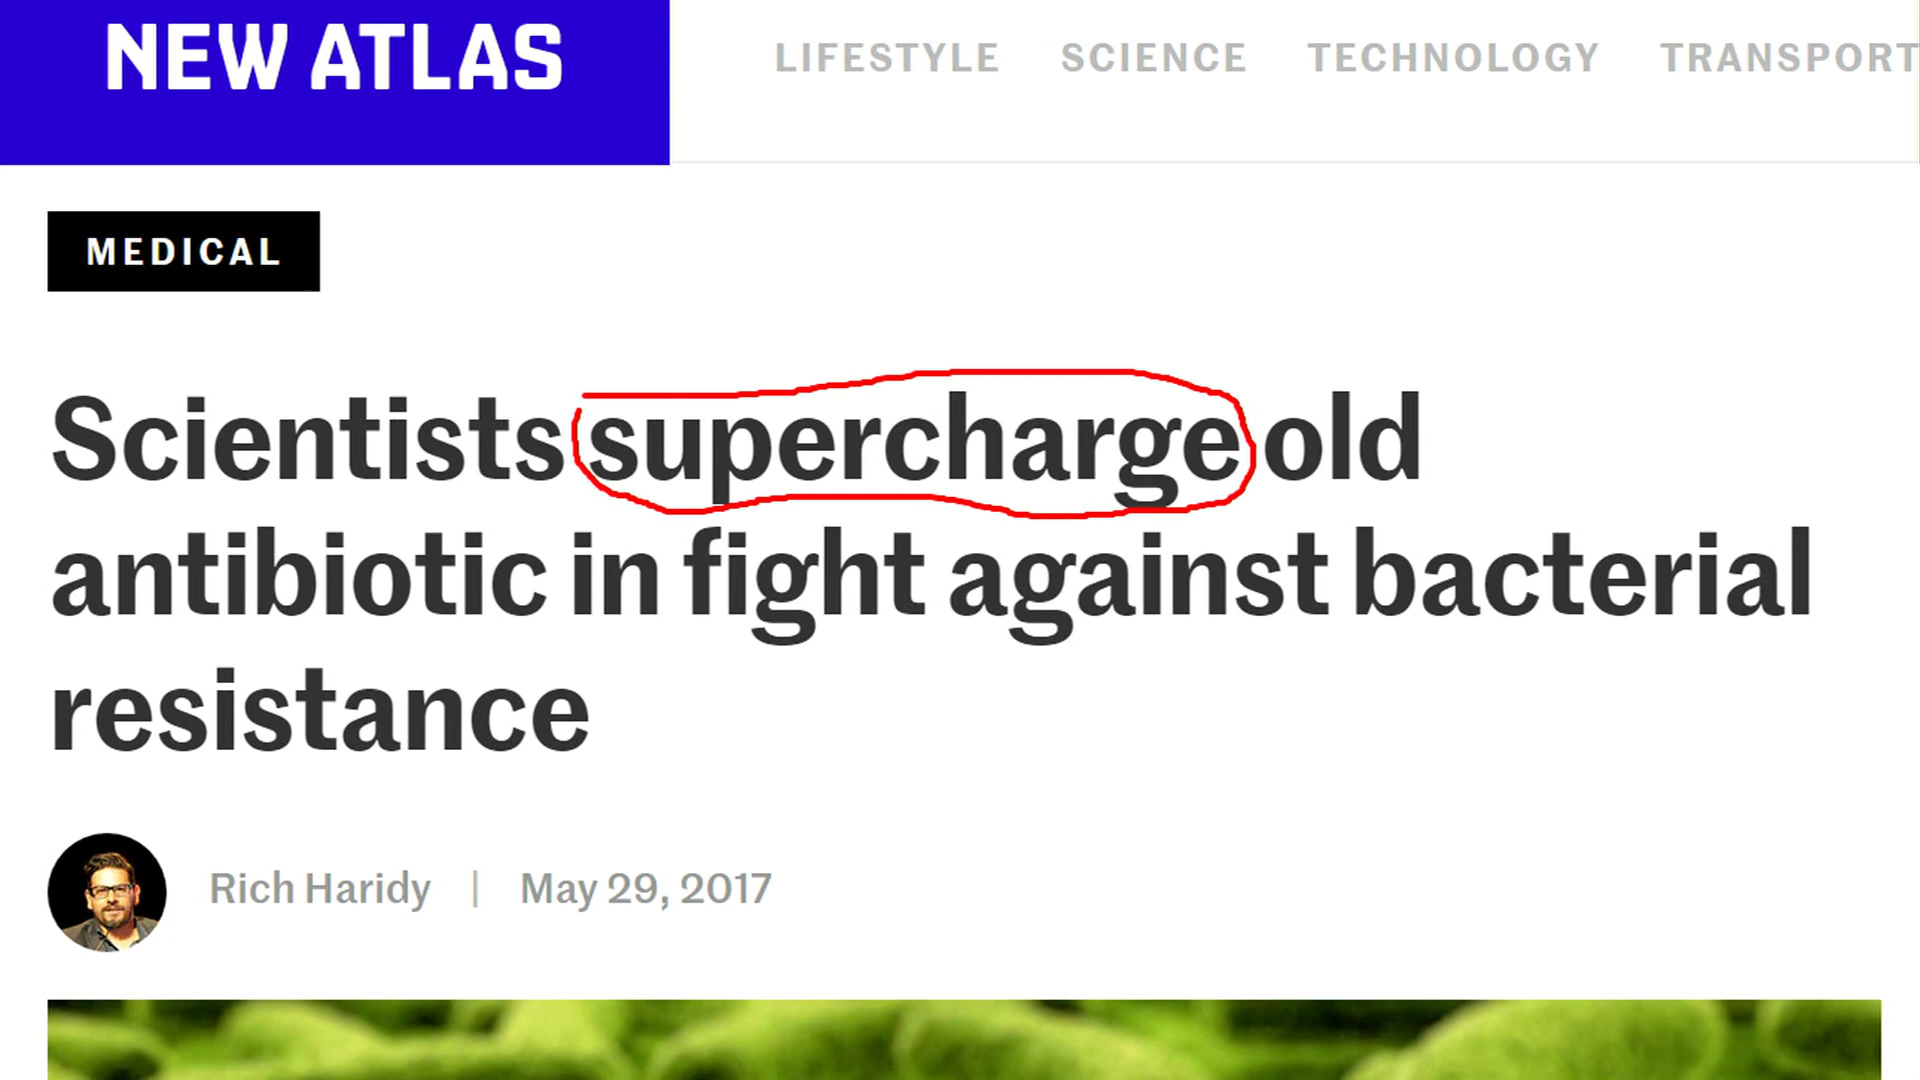 NEW ATLAS
LIFESTYLE SCIENCE TECHNOLOGY TRANSPORT
MEDICAL
Scientists supercharge old
antibiotic in fight against bacterial
resistance
Rich Haridy | May 29, 2017